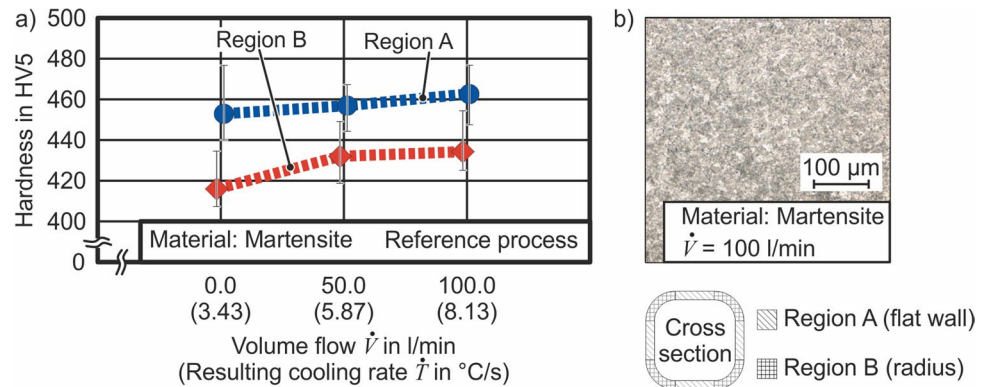 a)
500
480
460
440
420
400
0
Hardness in HV5
Region B
Region A
Material: Martensite
Reference process
0.0
50.0
100.0
(3.43)
(5.87)
(8.13)
Volume flow V̇ in l/min
(Resulting cooling rate Ṫ in °C/s)
b)
100 µm
Material: Martensite
V̇ = 100 l/min
Cross
section
Region A (flat wall)
Region B (radius)